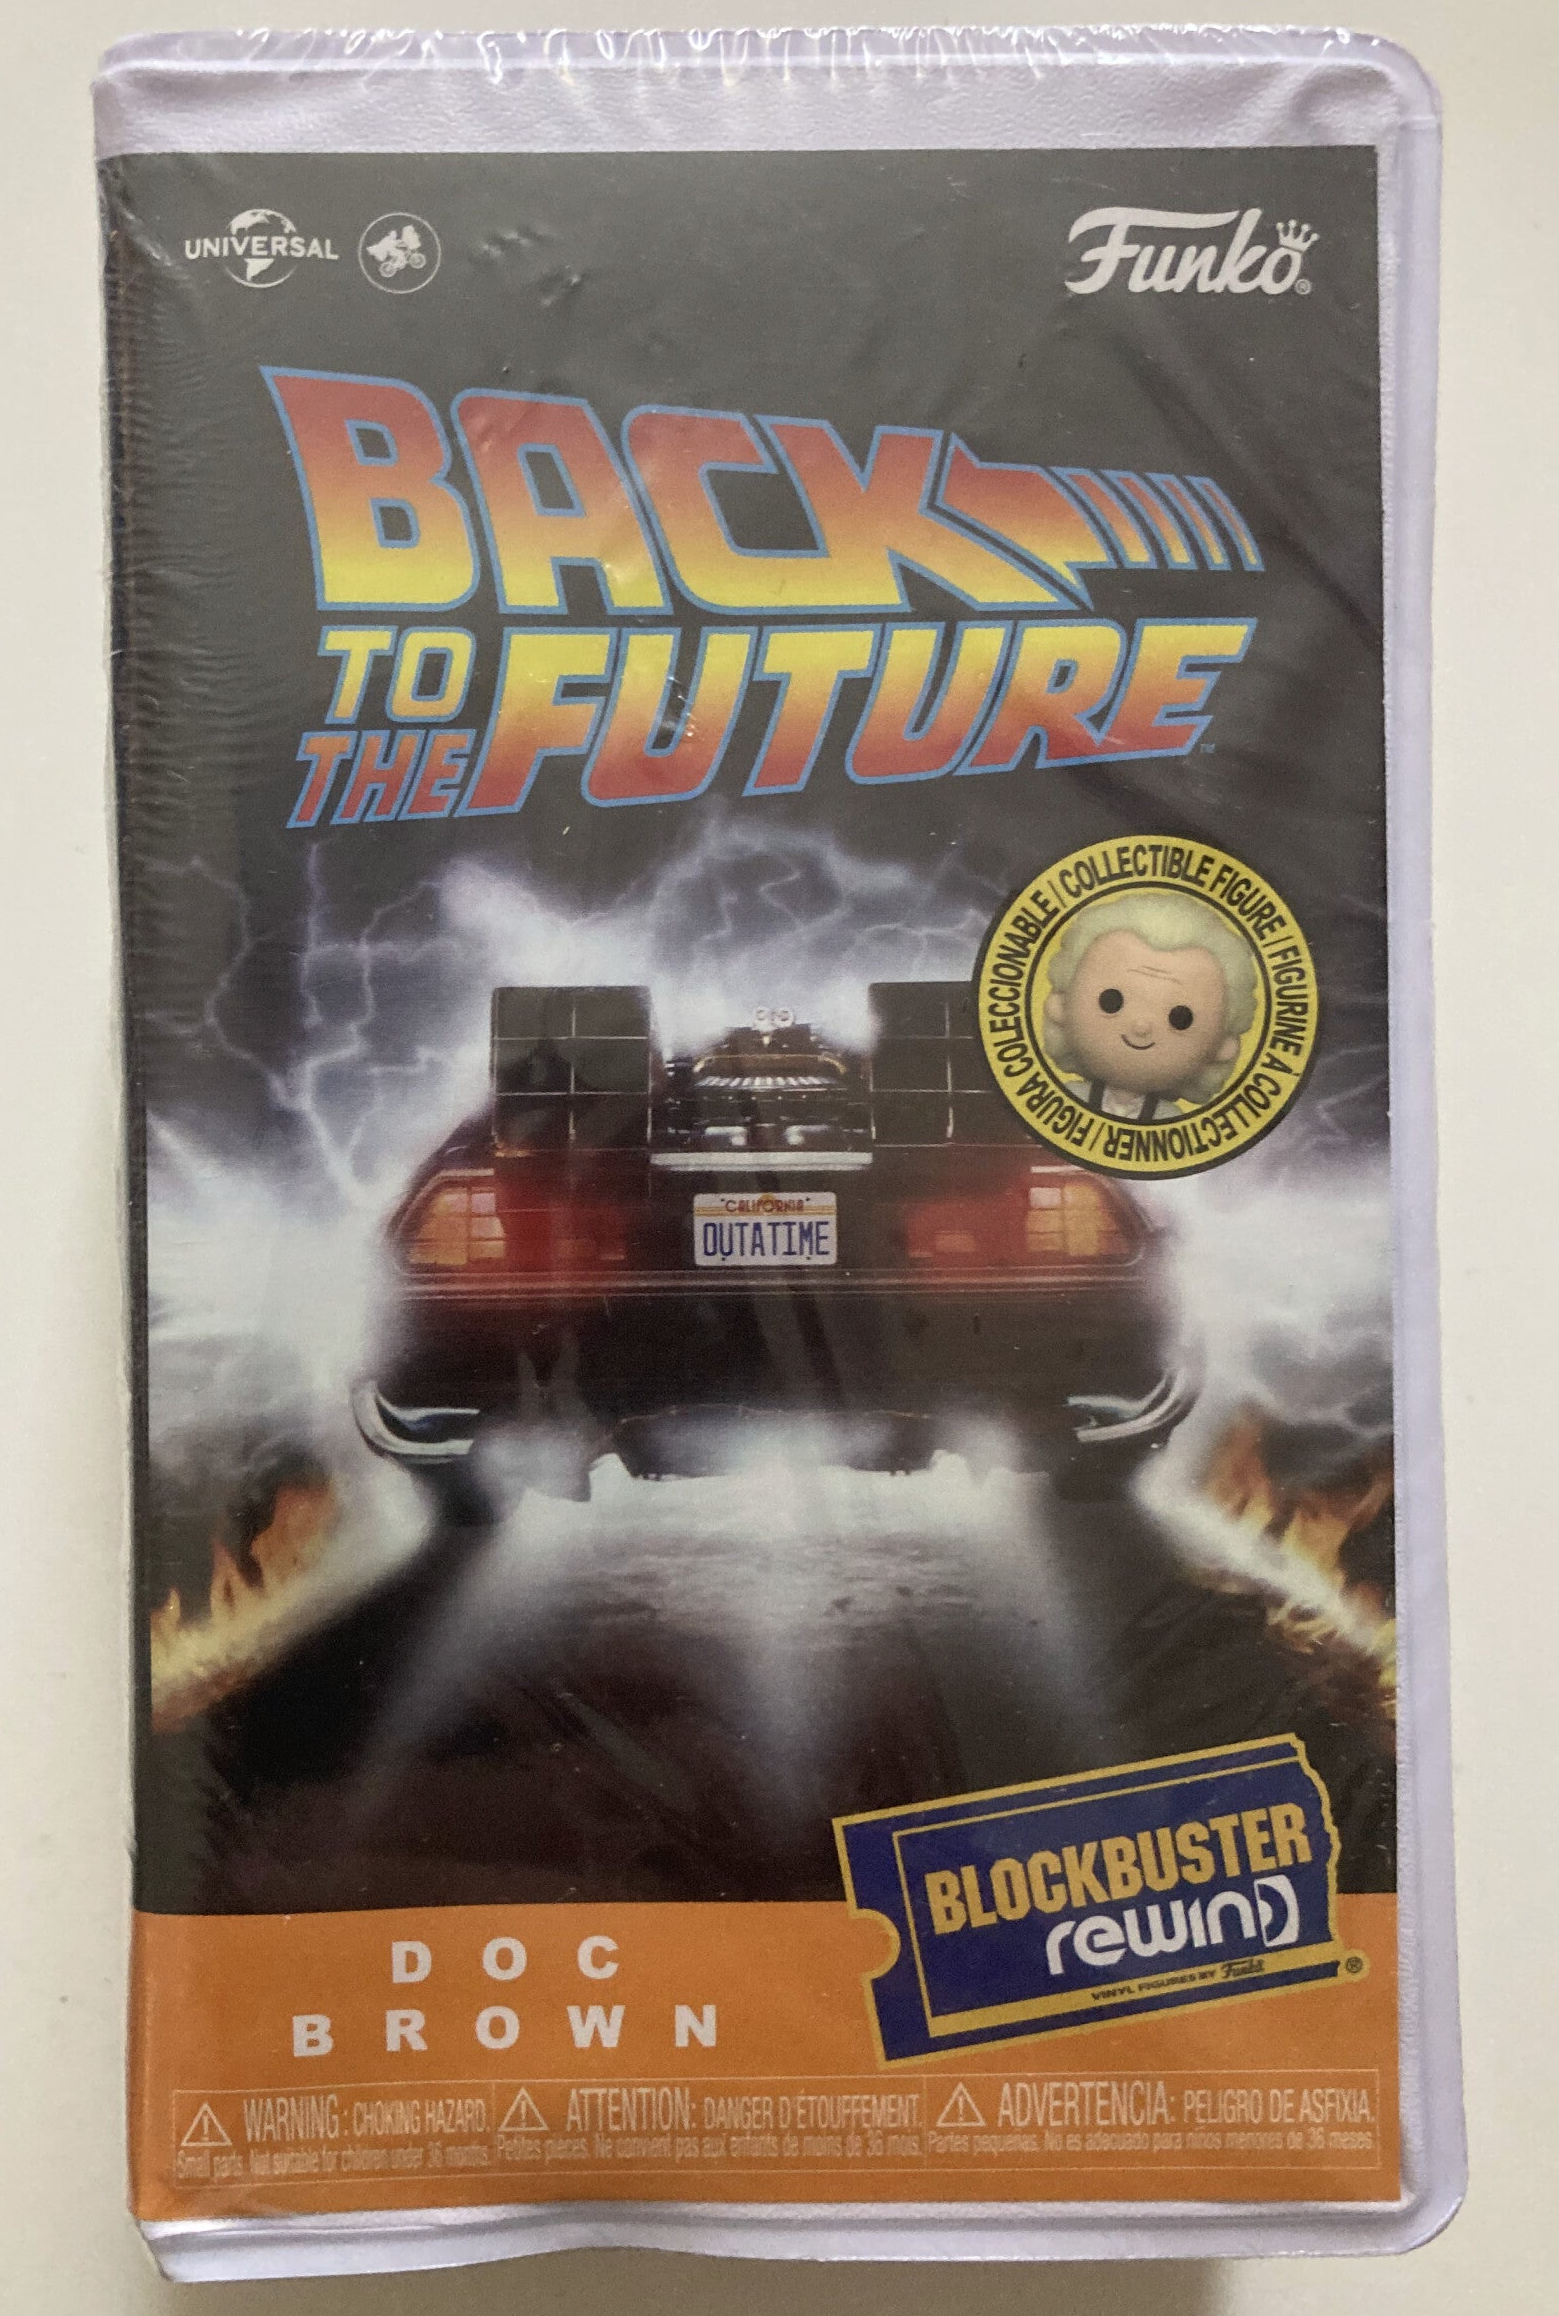 UNIVERSAL
Funko®
BACK
TO
THE FUTURE™
FIGURA COLECCIONABLE / COLLECTIBLE FIGURE / FIGURINE À COLLECTIONNER /
CALIFORNIA
OUTATIME
BLOCKBUSTER
rewind
VINYL FIGURES BY Funko ®
DOC
BROWN
WARNING: CHOKING HAZARD.
Small parts. Not suitable for children under 36 months.
ATTENTION: DANGER D'ÉTOUFFEMENT.
Petites pièces. Ne convient pas aux enfants de moins de 36 mois.
ADVERTENCIA: PELIGRO DE ASFIXIA.
Partes pequeñas. No es adecuado para niños menores de 36 meses.